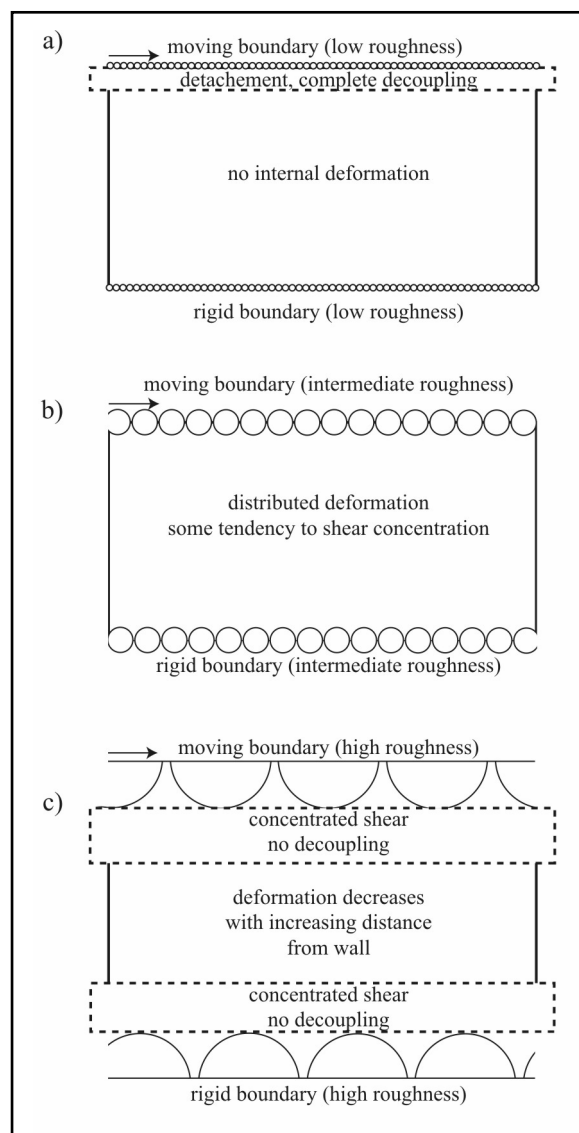 a)
moving boundary (low roughness)
detachement, complete decoupling
no internal deformation
rigid boundary (low roughness)
b)
moving boundary (intermediate roughness)
distributed deformation
some tendency to shear concentration
rigid boundary (intermediate roughness)
c)
moving boundary (high roughness)
concentrated shear
no decoupling
deformation decreases
with increasing distance
from wall
concentrated shear
no decoupling
rigid boundary (high roughness)